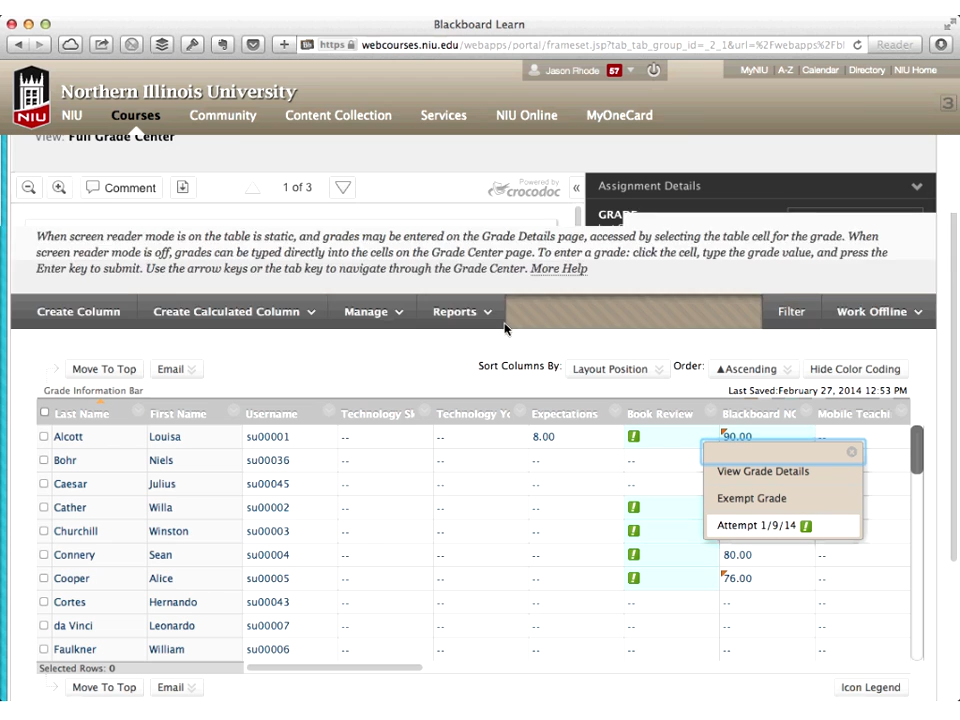 Blackboard Learn
https webcourses.niu.edu/webapps/portal/frameset.jsp?tab_tab_group_id=_2_1&url=%2Fwebapps%2Fbl
Reader
Jason Rhode 57
MyNIU A-Z Calendar Directory NIU Home
NIU
Northern Illinois University
NIU Courses Community Content Collection Services NIU Online MyOneCard
3
View: Full Grade Center
Comment 1 of 3 Powered by crocodoc « Assignment Details
GRADE
When screen reader mode is on the table is static, and grades may be entered on the Grade Details page, accessed by selecting the table cell for the grade. When
screen reader mode is off, grades can be typed directly into the cells on the Grade Center page. To enter a grade: click the cell, type the grade value, and press the
Enter key to submit. Use the arrow keys or the tab key to navigate through the Grade Center. More Help
Create Column Create Calculated Column Manage Reports Filter Work Offline
Move To Top Email Sort Columns By: Layout Position Order: ▲Ascending Hide Color Coding
Grade Information Bar Last Saved:February 27, 2014 12:53 PM
Last Name First Name Username Technology Sk Technology Yo Expectations Book Review Blackboard NO Mobile Teachi
Alcott Louisa su00001 -- -- 8.00 ! 90.00 --
Bohr Niels su00036 -- -- -- --
Caesar Julius su00045 -- -- -- --
Cather Willa su00002 -- -- -- !
Churchill Winston su00003 -- -- -- !
Connery Sean su00004 -- -- -- ! 80.00 --
Cooper Alice su00005 -- -- -- ! 76.00 --
Cortes Hernando su00043 -- -- -- -- -- --
da Vinci Leonardo su00007 -- -- -- -- -- --
Faulkner William su00006 -- -- -- -- -- --
View Grade Details
Exempt Grade
Attempt 1/9/14 !
Selected Rows: 0
Move To Top Email Icon Legend